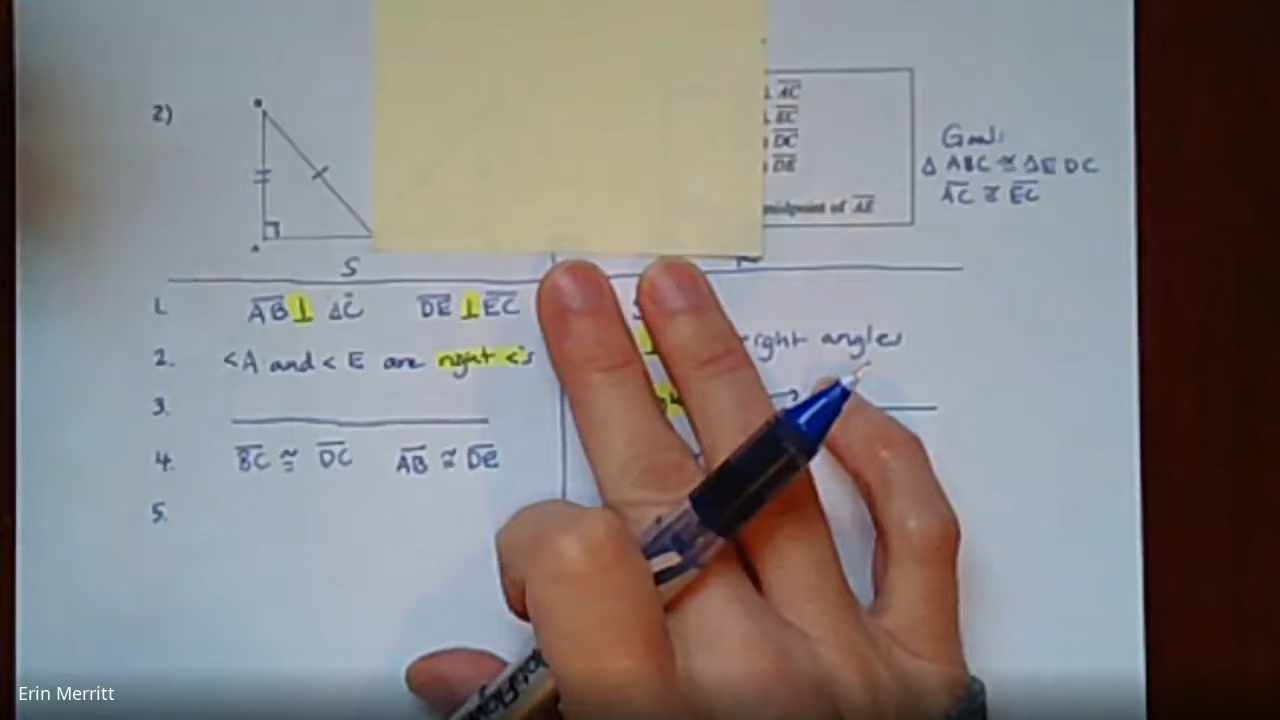 2)
⊥ AC
⊥ EC
DC
DE
midpoint of AE
Goal:
Δ ABC ≅ Δ EDC
AC ≅ EC
S
1. AB ⊥ AC DE ⊥ EC
2. <A and < E are right <'s right angles
3.
4. BC ≅ DC AB ≅ DE
5.
Erin Merritt